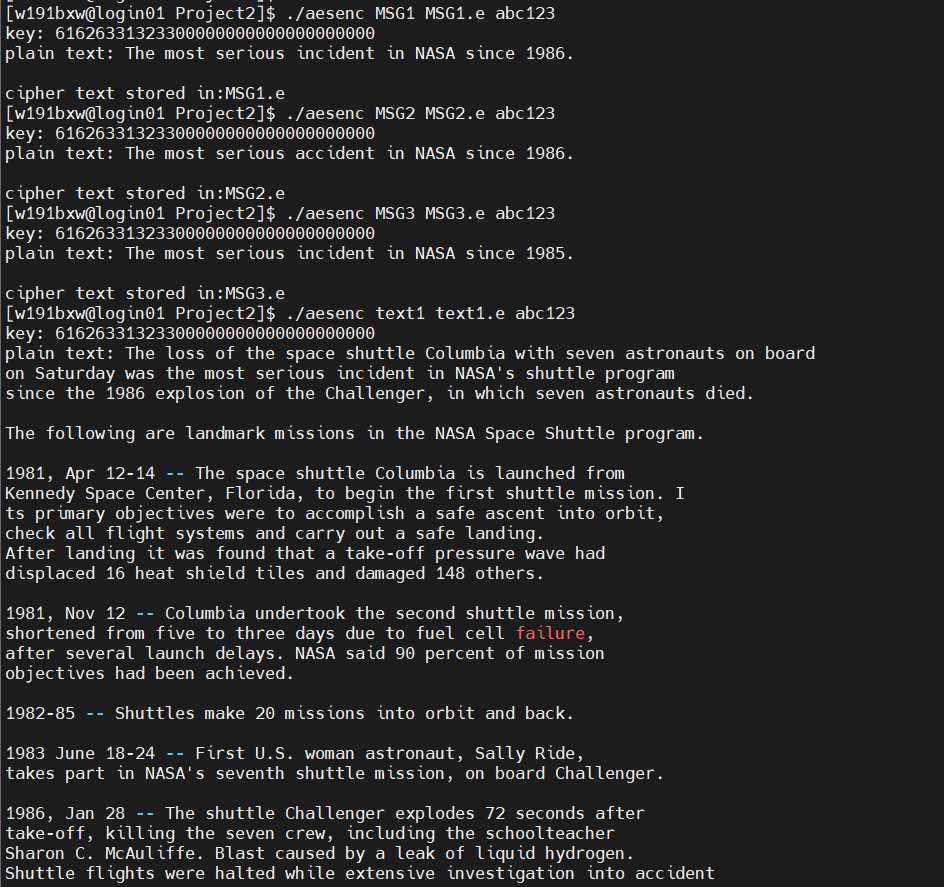 [w191bxw@login01 Project2]$ ./aesenc MSG1 MSG1.e abc123
key: 61626331323300000000000000000000
plain text: The most serious incident in NASA since 1986.
cipher text stored in:MSG1.e
[w191bxw@login01 Project2]$ ./aesenc MSG2 MSG2.e abc123
key: 61626331323300000000000000000000
plain text: The most serious accident in NASA since 1986.
cipher text stored in:MSG2.e
[w191bxw@login01 Project2]$ ./aesenc MSG3 MSG3.e abc123
key: 61626331323300000000000000000000
plain text: The most serious incident in NASA since 1985.
cipher text stored in:MSG3.e
[w191bxw@login01 Project2]$ ./aesenc text1 text1.e abc123
key: 61626331323300000000000000000000
plain text: The loss of the space shuttle Columbia with seven astronauts on board
on Saturday was the most serious incident in NASA's shuttle program
since the 1986 explosion of the Challenger, in which seven astronauts died.
The following are landmark missions in the NASA Space Shuttle program.
1981, Apr 12-14 -- The space shuttle Columbia is launched from
Kennedy Space Center, Florida, to begin the first shuttle mission. I
ts primary objectives were to accomplish a safe ascent into orbit,
check all flight systems and carry out a safe landing.
After landing it was found that a take-off pressure wave had
displaced 16 heat shield tiles and damaged 148 others.
1981, Nov 12 -- Columbia undertook the second shuttle mission,
shortened from five to three days due to fuel cell failure,
after several launch delays. NASA said 90 percent of mission
objectives had been achieved.
1982-85 -- Shuttles make 20 missions into orbit and back.
1983 June 18-24 -- First U.S. woman astronaut, Sally Ride,
takes part in NASA's seventh shuttle mission, on board Challenger.
1986, Jan 28 -- The shuttle Challenger explodes 72 seconds after
take-off, killing the seven crew, including the schoolteacher
Sharon C. McAuliffe. Blast caused by a leak of liquid hydrogen.
Shuttle flights were halted while extensive investigation into accident